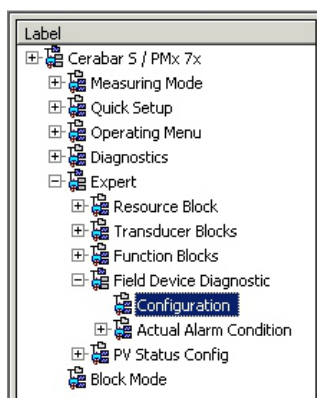 Label
Cerabar S / PMx 7x
Measuring Mode
Quick Setup
Operating Menu
Diagnostics
Expert
Resource Block
Transducer Blocks
Function Blocks
Field Device Diagnostic
Configuration
Actual Alarm Condition
PV Status Config
Block Mode